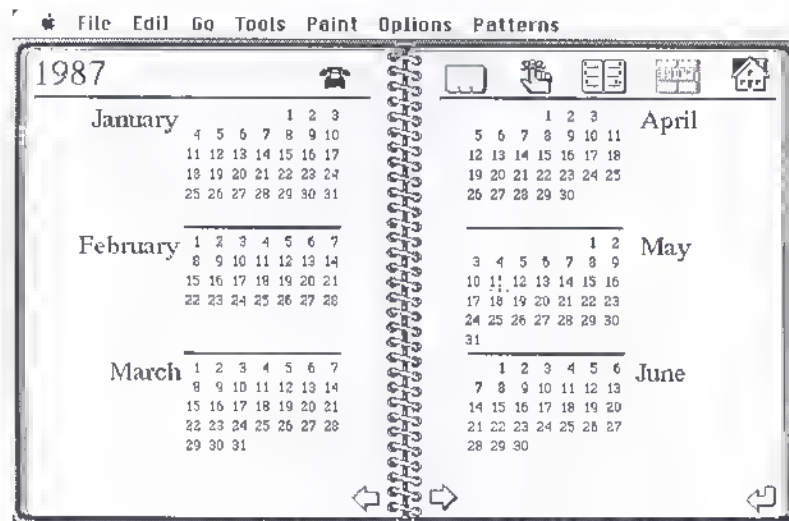 File Edit Go Tools Paint Options Patterns
1987
January
1 2 3
4 5 6 7 8 9 10
11 12 13 14 15 16 17
18 19 20 21 22 23 24
25 26 27 28 29 30 31
February
1 2 3 4 5 6 7
8 9 10 11 12 13 14
15 16 17 18 19 20 21
22 23 24 25 26 27 28
March
1 2 3 4 5 6 7
8 9 10 11 12 13 14
15 16 17 18 19 20 21
22 23 24 25 26 27 28
29 30 31
April
1 2 3
5 6 7 8 9 10 11
12 13 14 15 16 17 18
19 20 21 22 23 24 25
26 27 28 29 30
May
1 2
3 4 5 6 7 8 9
10 11 12 13 14 15 16
17 18 19 20 21 22 23
24 25 26 27 28 29 30
31
June
1 2 3 4 5 6
7 8 9 10 11 12 13
14 15 16 17 18 19 20
21 22 23 24 25 26 27
28 29 30